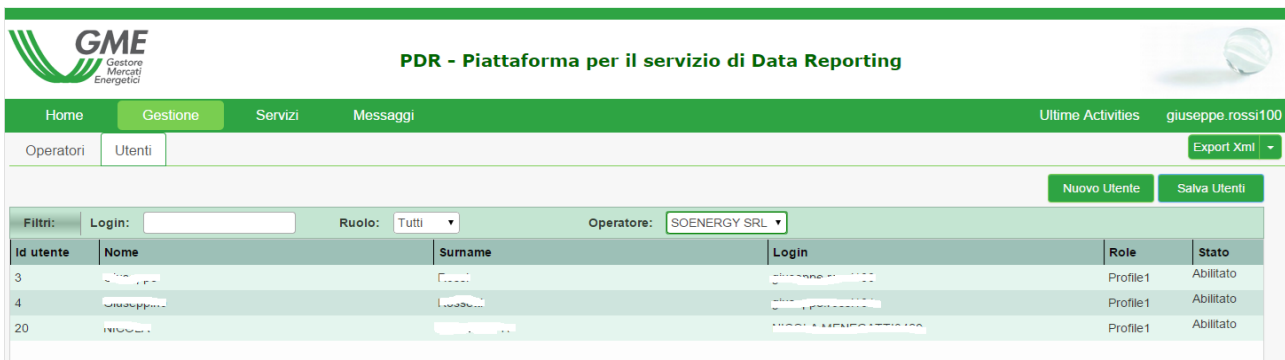 GME
Gestore
Mercati
Energetici
PDR - Piattaforma per il servizio di Data Reporting
Home Gestione Servizi Messaggi Ultime Activities giuseppe.rossi100
Operatori Utenti Export Xml
Nuovo Utente Salva Utenti
Filtri: Login: Ruolo: Tutti Operatore: SOENERGY SRL
Id utente Nome Surname Login Role Stato
3 Profile1 Abilitato
4 Profile1 Abilitato
20 Profile1 Abilitato